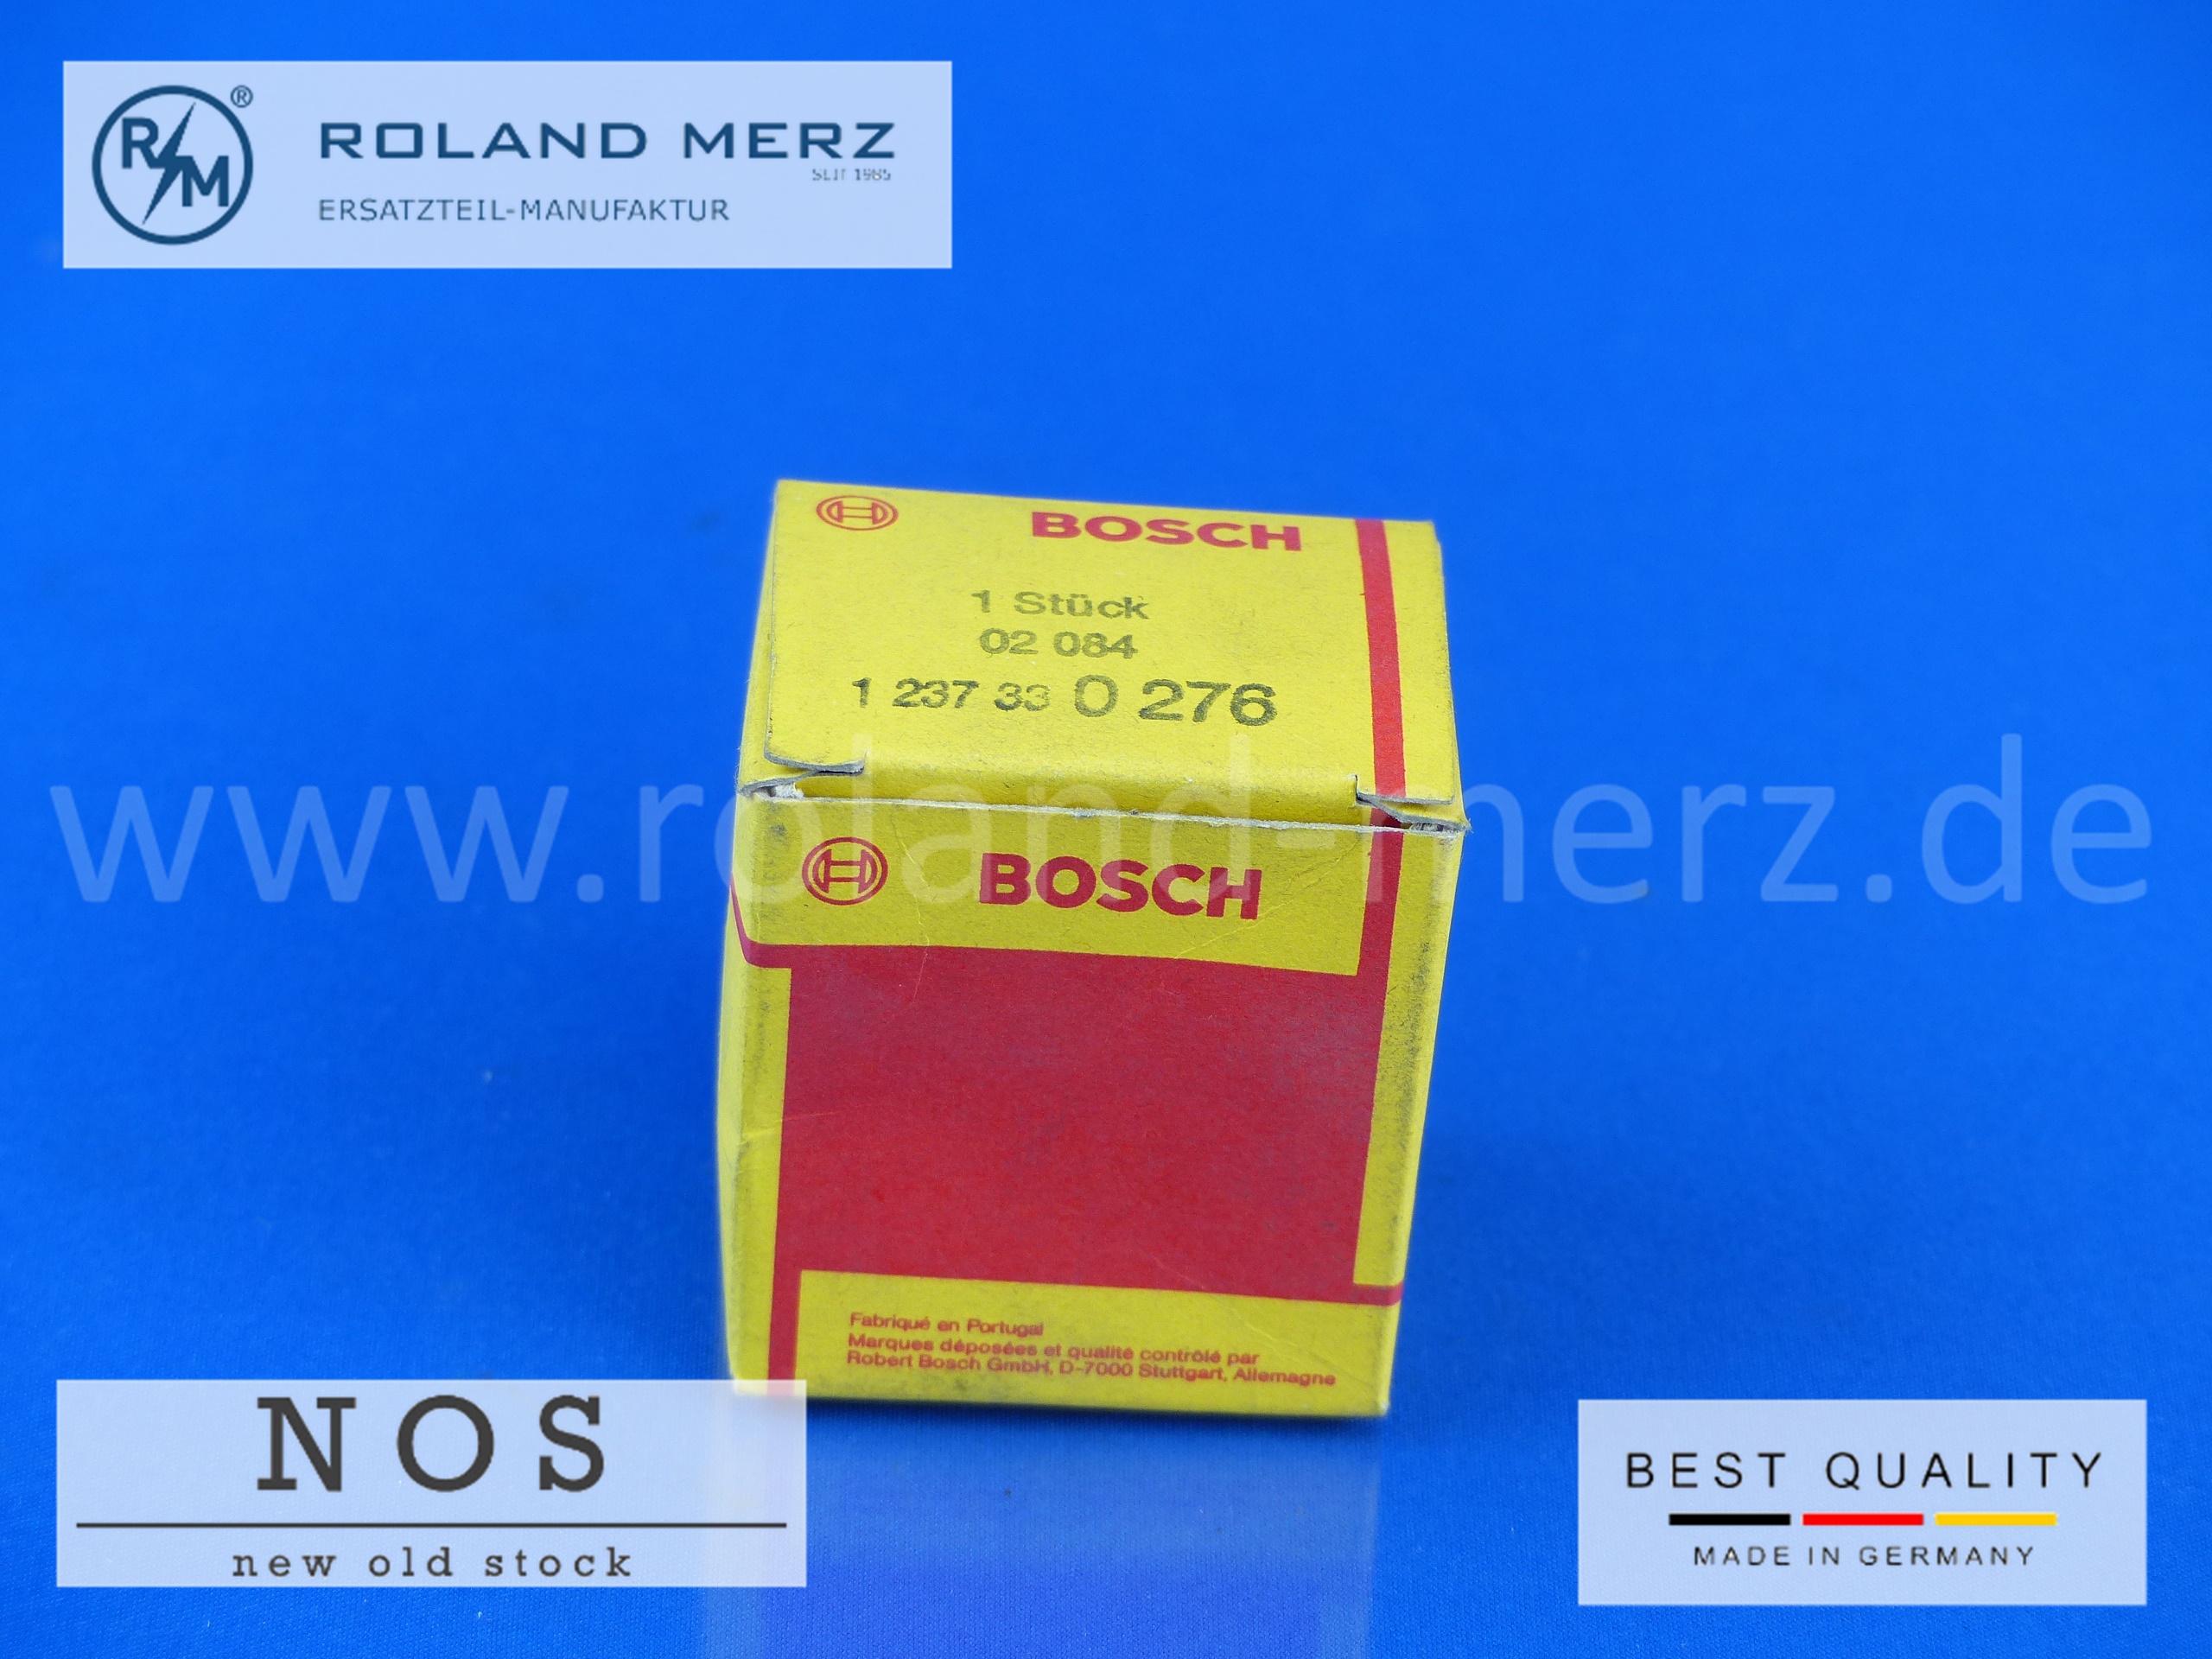 R M ®
ROLAND MERZ
SEIT 1985
ERSATZTEIL-MANUFAKTUR
BOSCH
1 Stück
02 084
1 237 33 0 276
www.roland-merz.de
BOSCH
Fabriqué en Portugal
Marques déposées et qualité contrôlé par
Robert Bosch GmbH, D-7000 Stuttgart, Allemagne
NOS
new old stock
BEST QUALITY
MADE IN GERMANY